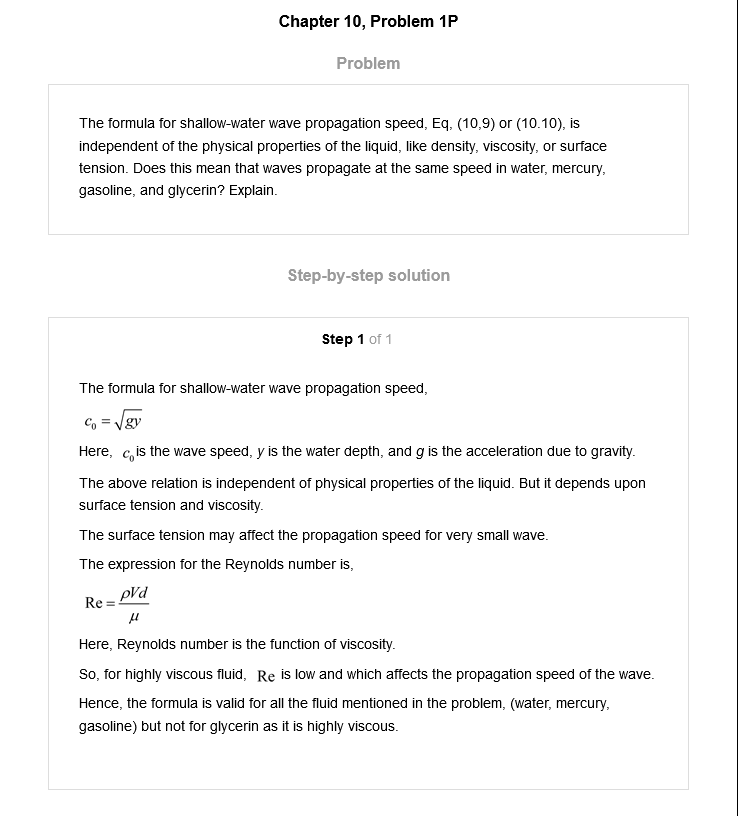 Chapter 10, Problem 1P
Problem
The formula for shallow-water wave propagation speed, Eq, (10,9) or (10.10), is
independent of the physical properties of the liquid, like density, viscosity, or surface
tension. Does this mean that waves propagate at the same speed in water, mercury,
gasoline, and glycerin? Explain.
Step-by-step solution
Step 1 of 1
The formula for shallow-water wave propagation speed,
c₀ = √gy
Here, c₀ is the wave speed, y is the water depth, and g is the acceleration due to gravity.
The above relation is independent of physical properties of the liquid. But it depends upon
surface tension and viscosity.
The surface tension may affect the propagation speed for very small wave.
The expression for the Reynolds number is,
Re = ρVd/μ
Here, Reynolds number is the function of viscosity.
So, for highly viscous fluid, Re is low and which affects the propagation speed of the wave.
Hence, the formula is valid for all the fluid mentioned in the problem, (water, mercury,
gasoline) but not for glycerin as it is highly viscous.